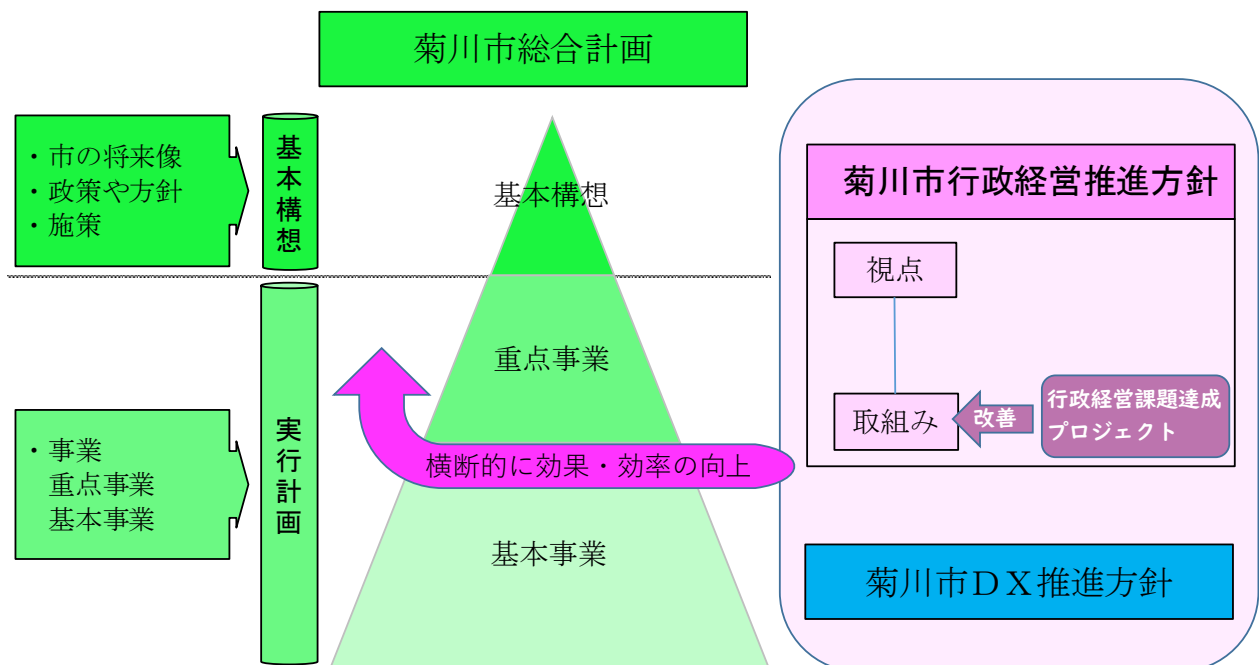 菊川市総合計画
・市の将来像
・政策や方針
・施策
基本構想
基本構想
・事業
重点事業
基本事業
実行計画
重点事業
横断的に効果・効率の向上
基本事業
菊川市行政経営推進方針
視点
取組み
改善
行政経営課題達成
プロジェクト
菊川市ＤＸ推進方針